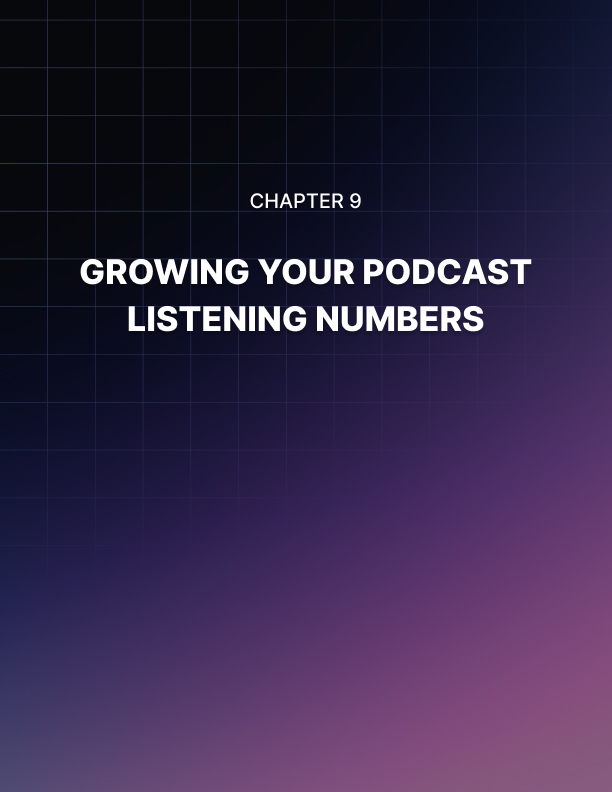 CHAPTER 9
GROWING YOUR PODCAST
LISTENING NUMBERS